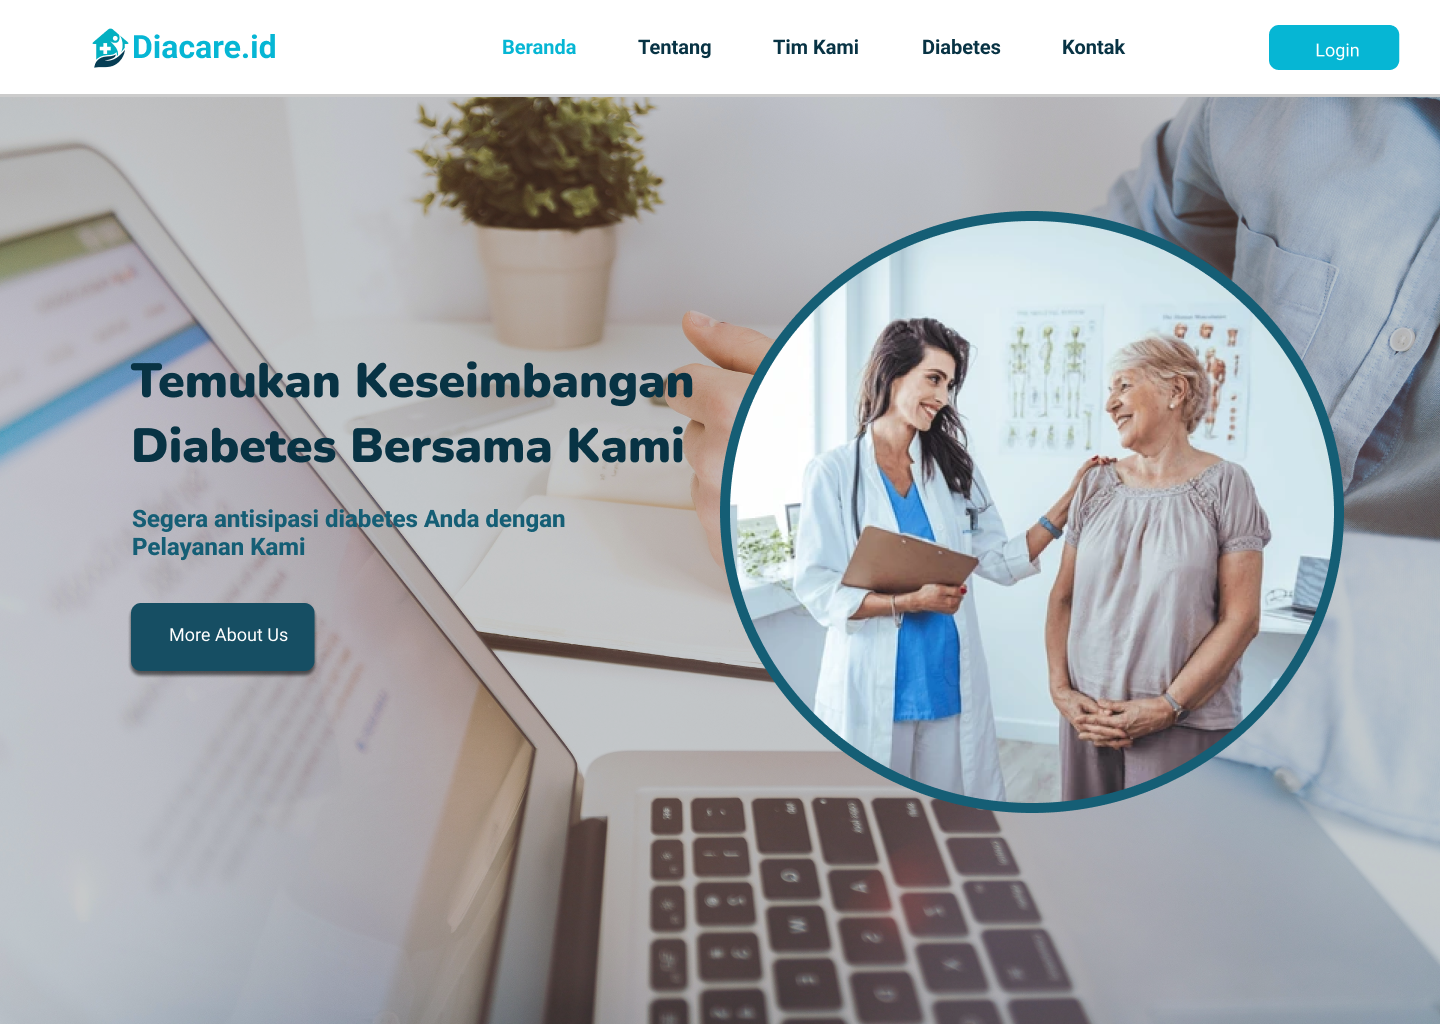 Diacare.id
Beranda
Tentang
Tim Kami
Diabetes
Kontak
Login
Temukan Keseimbangan
Diabetes Bersama Kami
Segera antisipasi diabetes Anda dengan
Pelayanan Kami
More About Us